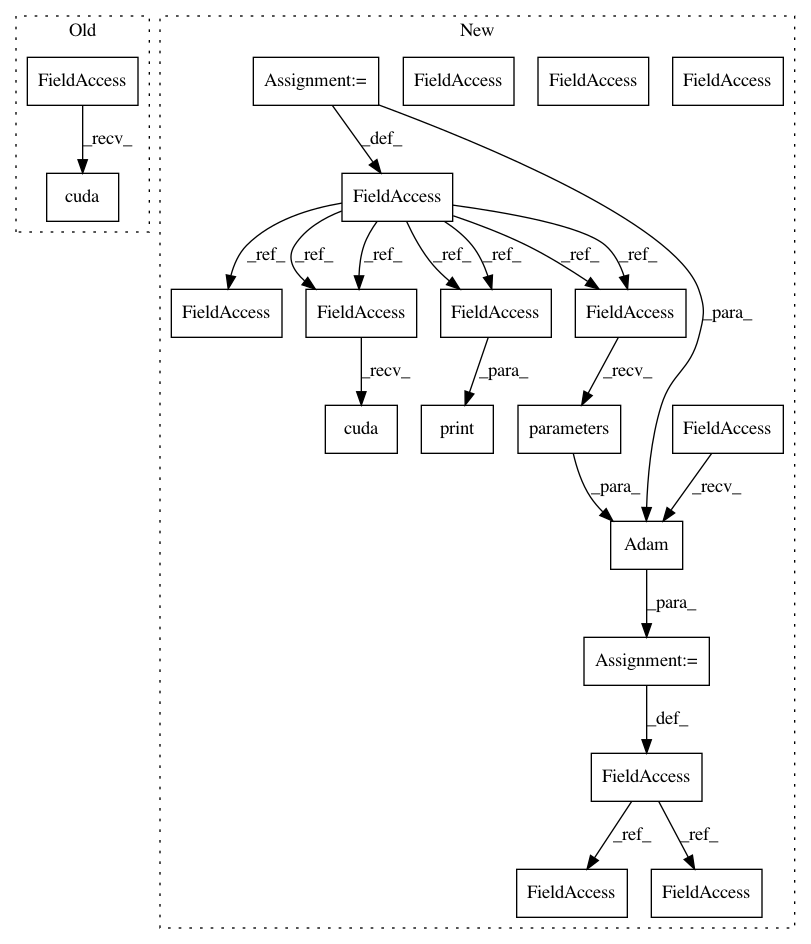 Old
New
FieldAccess
Assignment:=
FieldAccess
FieldAccess
FieldAccess
_recv_
_def_
cuda
FieldAccess
_ref_
_ref_
_ref_
_ref_
_ref_
_ref_
_ref_
FieldAccess
FieldAccess
FieldAccess
FieldAccess
_para_
_recv_
_para_
_recv_
cuda
print
parameters
FieldAccess
_para_
_recv_
Adam
_para_
Assignment:=
_def_
FieldAccess
_ref_
_ref_
FieldAccess
FieldAccess